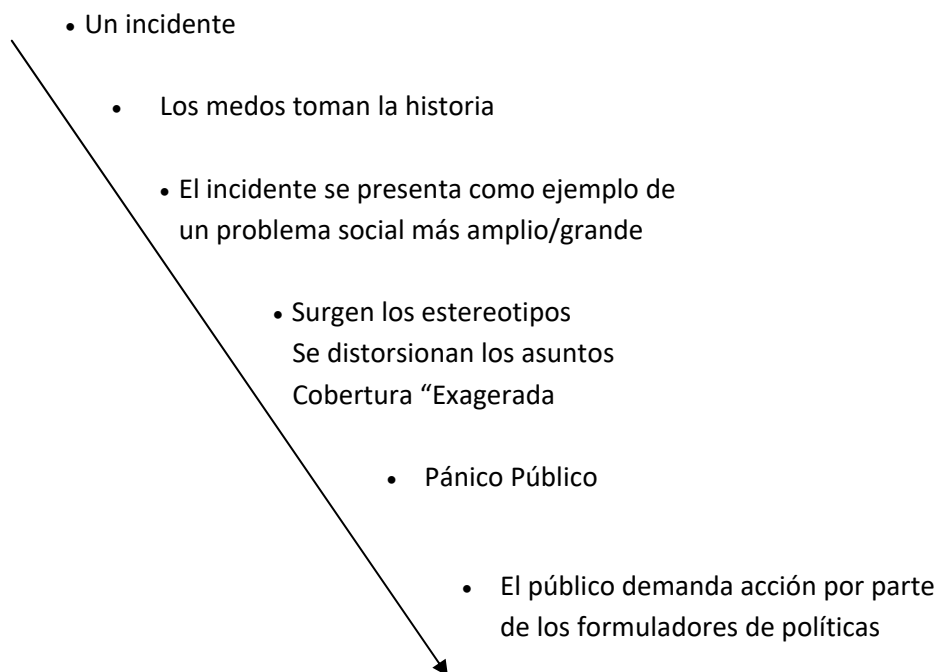 • Un incidente
• Los medos toman la historia
• El incidente se presenta como ejemplo de
un problema social más amplio/grande
• Surgen los estereotipos
Se distorsionan los asuntos
Cobertura “Exagerada
• Pánico Público
• El público demanda acción por parte
de los formuladores de políticas